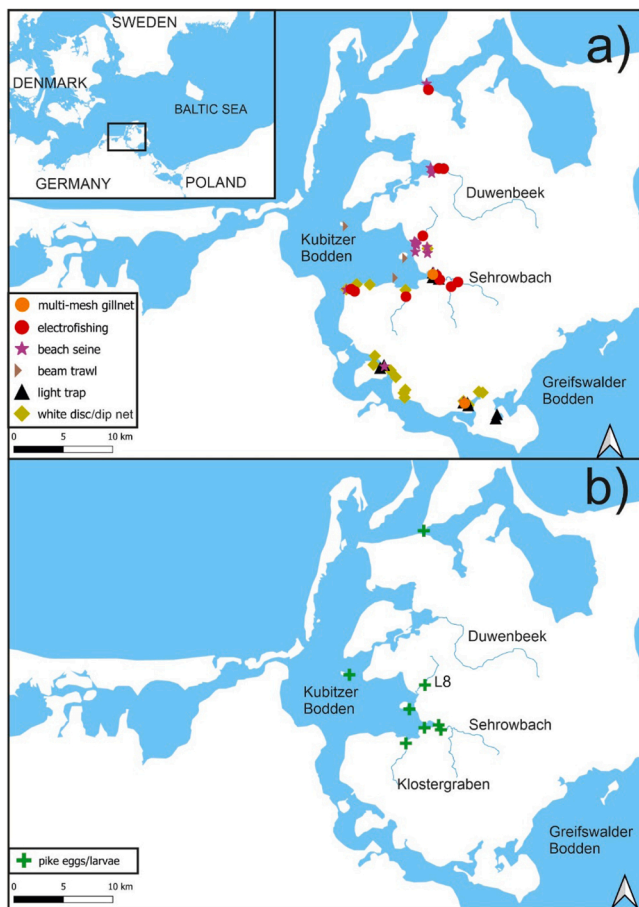 SWEDEN
a)
DENMARK
BALTIC SEA
GERMANY
POLAND
Duwenbeek
Kubitzer
Bodden
Sehrowbach
multi-mesh gillnet
electrofishing
beach seine
beam trawl
light trap
white disc/dip net
Greifswalder
Bodden
0 5 10 km
b)
Duwenbeek
L8
Kubitzer
Bodden
Sehrowbach
Klostergraben
Greifswalder
Bodden
pike eggs/larvae
0 5 10 km